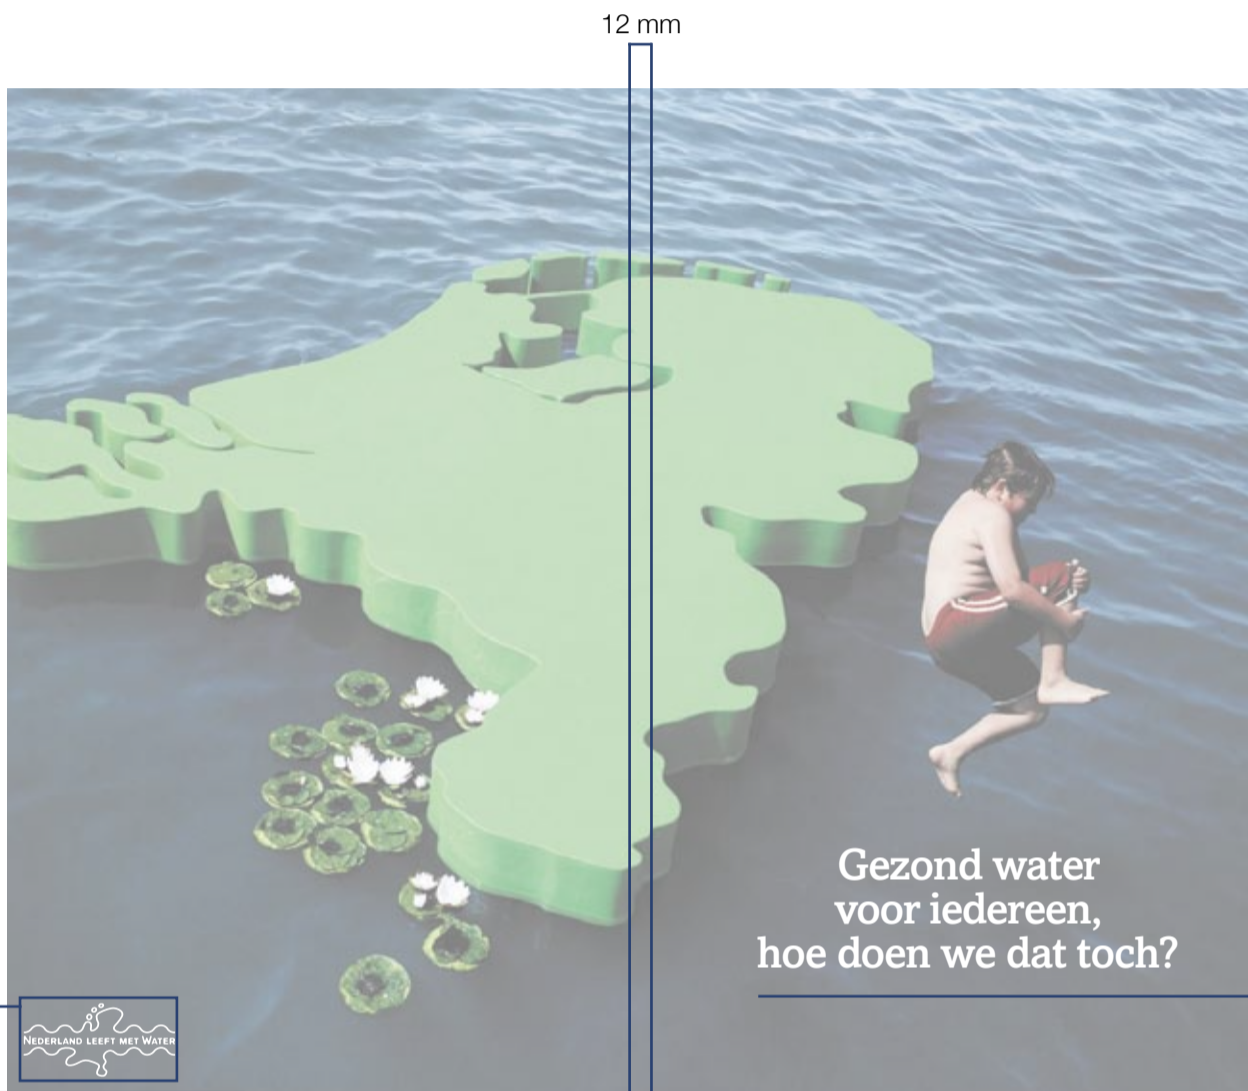 12 mm
Gezond water
voor iedereen,
hoe doen we dat toch?
NEDERLAND LEEFT MET WATER